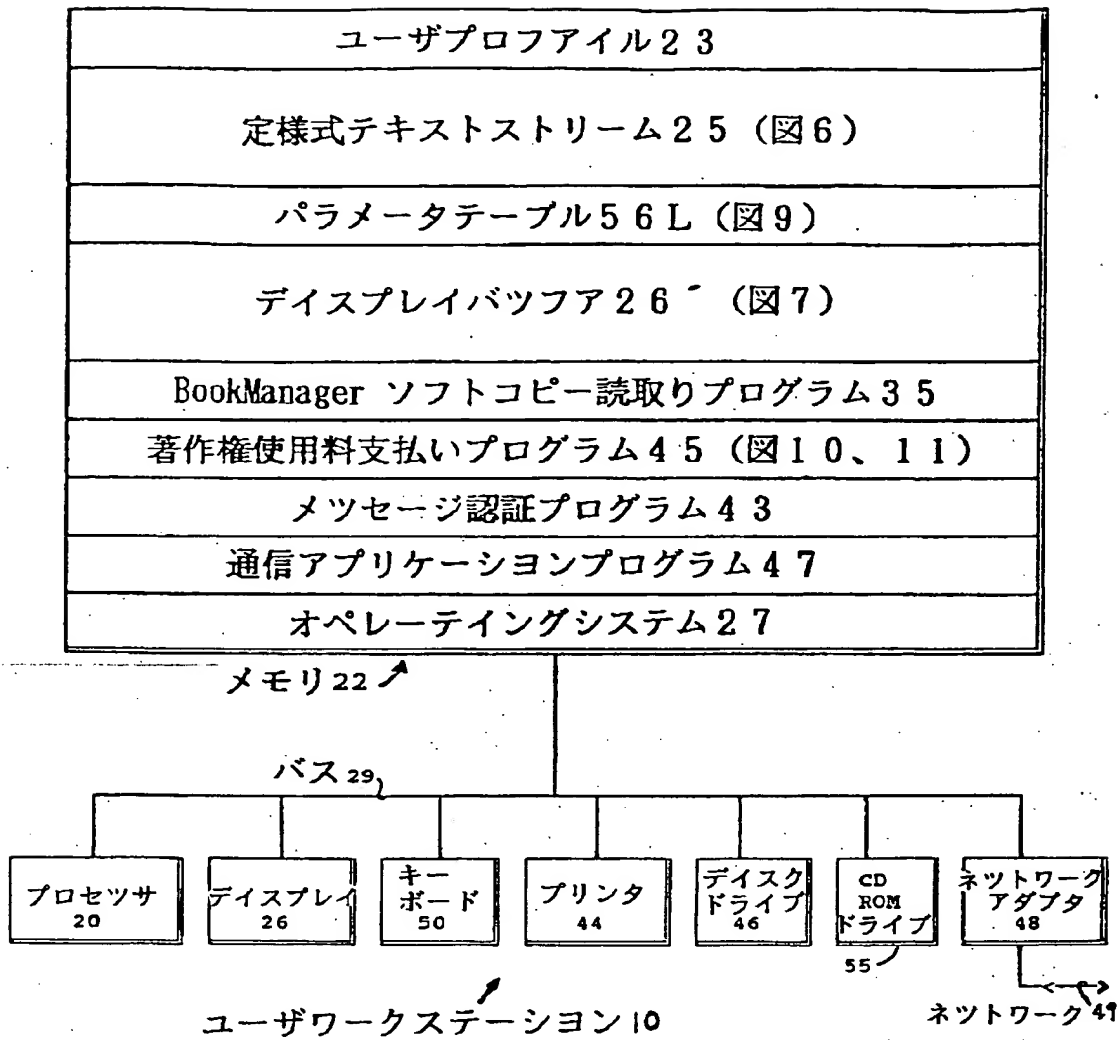 ユーザプロフアイル23
定様式テキストストリーム25(図6)
パラメータテーブル56L(図9)
デイスプレイバツフア26 (図7)
BookManager ソフトコピー読取りプログラム35
著作権使用料支払いプログラム45(図10、11)
メツセージ認証プログラム43
通信アプリケーシヨンプログラム47
オペレーテイングシステム27
メモリ22
バス29
プロセツサ
20
デイスプレイ
26
キー
ボード
50
プリンタ
44
デイスク
ドライブ
46
CD
ROM
ドライブ
55
ネツトワーク
アダプタ
48
ユーザワークステーシヨン10
ネツトワーク49